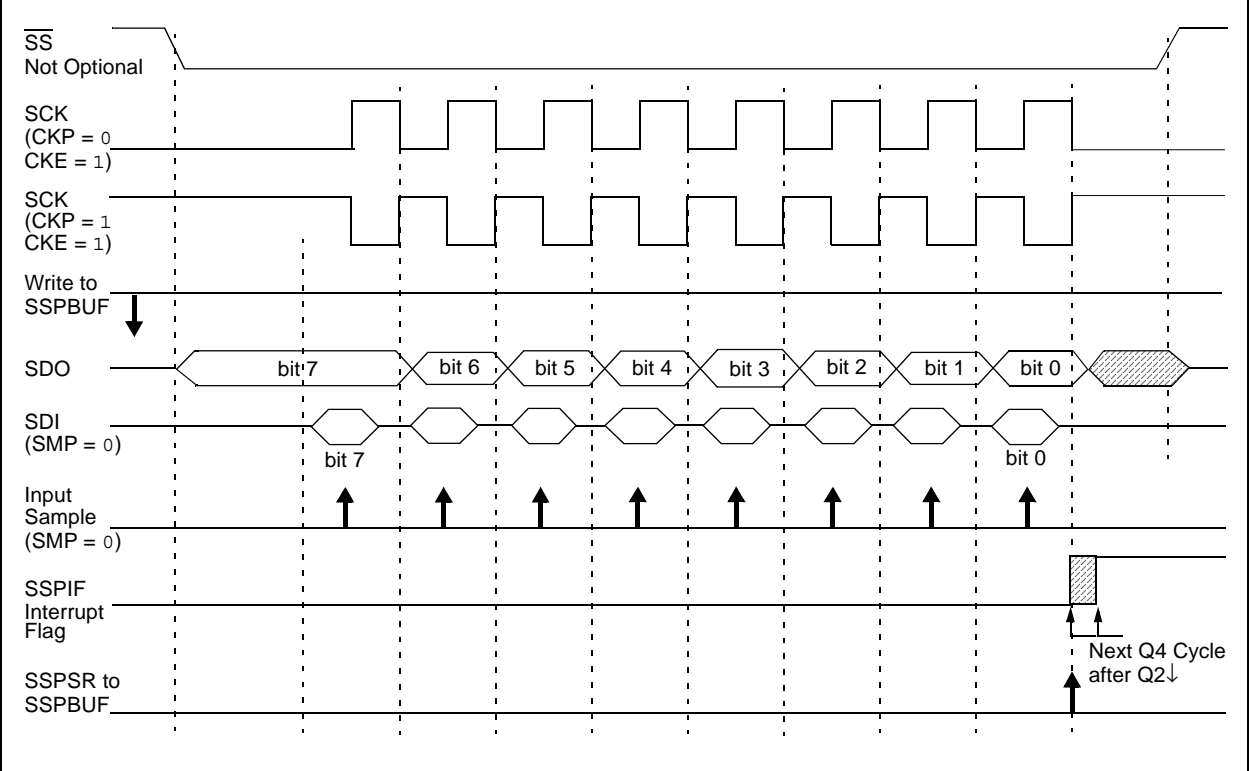 SS
Not Optional
SCK
(CKP = 0
CKE = 1)
SCK
(CKP = 1
CKE = 1)
Write to
SSPBUF
SDO
bit 7
bit 6
bit 5
bit 4
bit 3
bit 2
bit 1
bit 0
SDI
(SMP = 0)
bit 7
bit 0
Input
Sample
(SMP = 0)
SSPIF
Interrupt
Flag
Next Q4 Cycle
after Q2↓
SSPSR to
SSPBUF